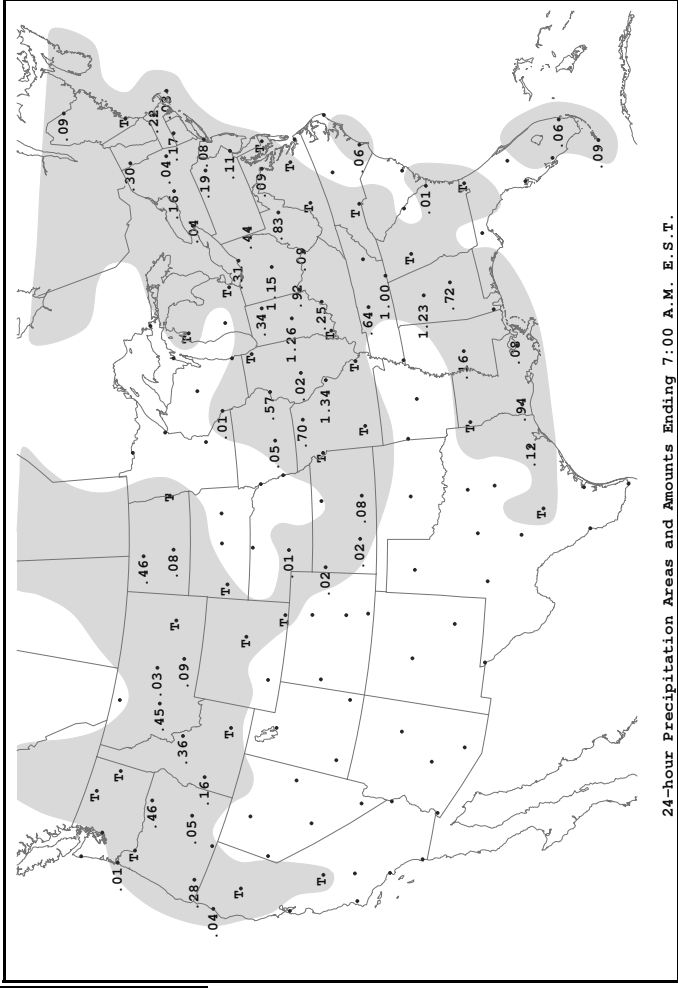 .09
T
.01 T T
.30
T .46
.46 .22
.45 .03 .04 .03
T
.08 T .16 .17
.36 .09 T
.28 .05 .04
.16 .19 .08
.04 .01
T T T .11
.31
T T .44
T T
.34 .09
.57 1.15
.05 .83
T .01 T
1.26 .92
.02 .09
.70 T
T T
.02 1.34 .25
T
T T .06
.02 .08
T .64
1.00
T
1.23 .01
.72
.16 T
T
.08
.94
.12
T .06
.09
24-hour Precipitation Areas and Amounts Ending 7:00 A.M. E.S.T.